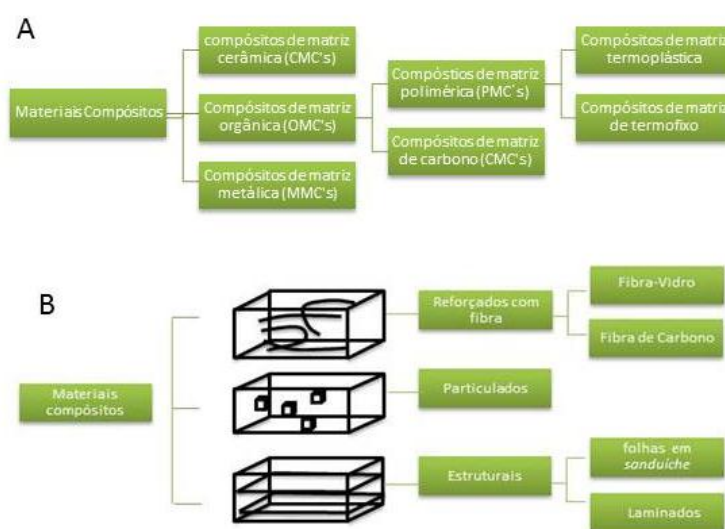 A
compósitos de matriz
cerâmica (CMC's)
Materiais Compósitos
Compósitos de matriz
orgânica (OMC's)
Compósitos de matriz
metálica (MMC's)
Compóstios de matriz
polimérica (PMC´s)
Compósitos de matriz
de carbono (CMC's)
Compósitos de matriz
termoplástica
Compósitos de matriz
de termofixo
B
Materiais
compósitos
Reforçados com
fibra
Fibra-Vidro
Fibra de Carbono
Particulados
Estruturais
folhas em
sanduíche
Laminados